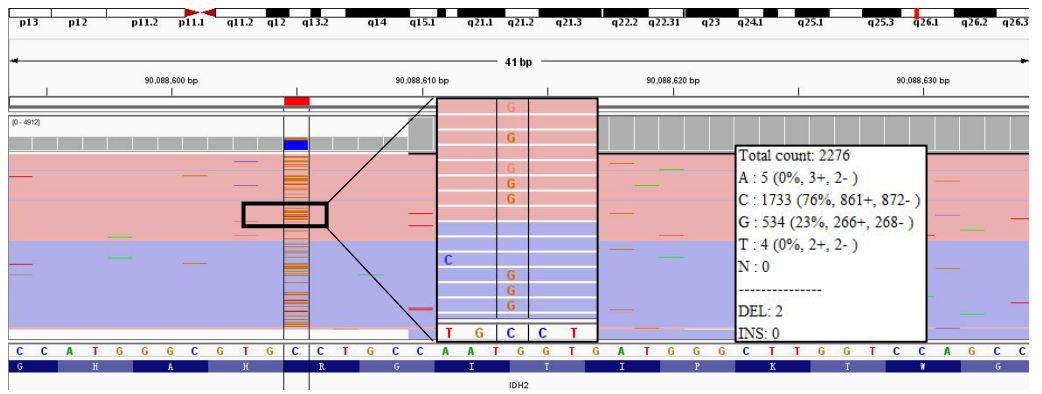 p13 p12 p11.2 p11.1 q11.2 q12 q13.2 q14 q15.1 q21.1 q21.2 q21.3 q22.2 q22.31 q23 q24.1 q25.1 q25.3 q26.1 q26.2 q26.3
41 bp
90,088,600 bp 90,088,610 bp 90,088,620 bp 90,088,630 bp
[0 - 4912]
G
G
G
G
G
C
G
G
G
T G C C T
Total count: 2276
A : 5 (0%, 3+, 2- )
C : 1733 (76%, 861+, 872- )
G : 534 (23%, 266+, 268- )
T : 4 (0%, 2+, 2- )
N : 0
---------------
DEL: 2
INS: 0
C C A T G G G C G T G C C T G C C A A T G G T G A T G G G C T T G G T C C A G C C
G H A H R G I T I P K T W G
IDH2